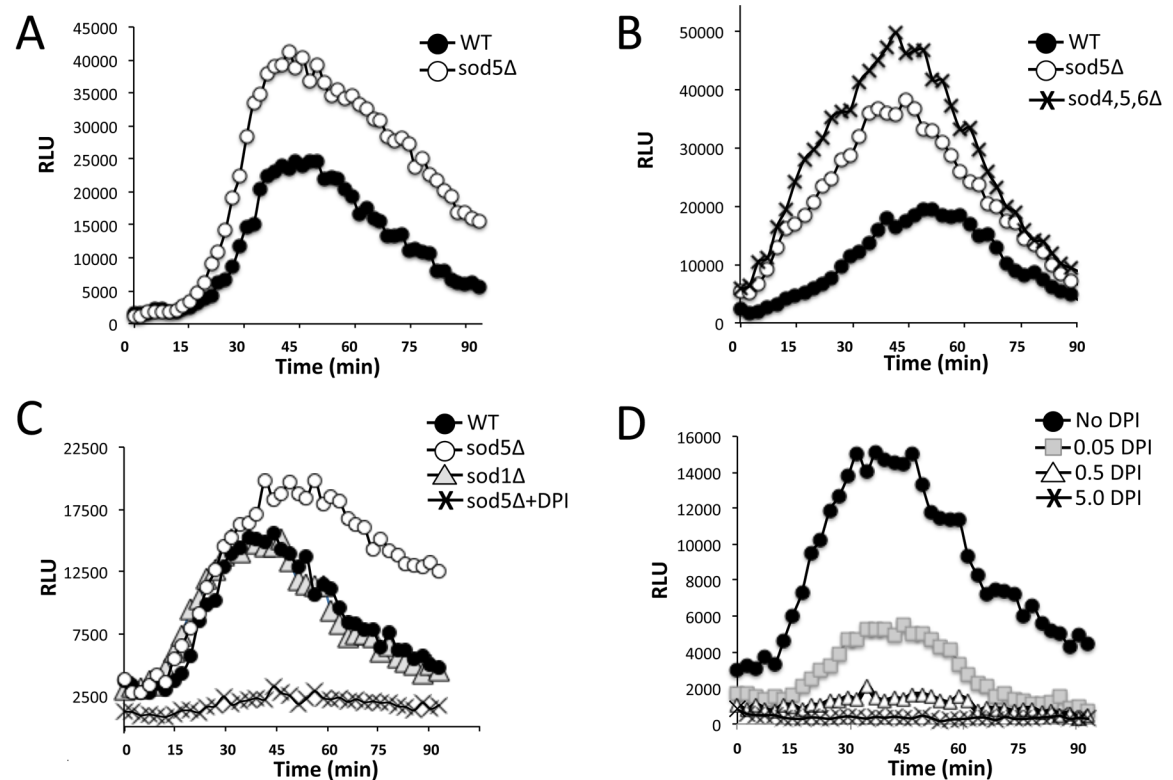 A
WT
sod5Δ
45000
40000
35000
30000
25000
20000
15000
10000
5000
0
RLU
0 15 30 45 60 75 90
Time (min)
B
WT
sod5Δ
sod4,5,6Δ
50000
40000
30000
20000
10000
0
RLU
0 15 30 45 60 75 90
Time (min)
C
WT
sod5Δ
sod1Δ
sod5Δ+DPI
22500
17500
12500
7500
2500
RLU
0 15 30 45 60 75 90
Time (min)
D
No DPI
0.05 DPI
0.5 DPI
5.0 DPI
16000
14000
12000
10000
8000
6000
4000
2000
0
RLU
0 15 30 45 60 75 90
Time (min)